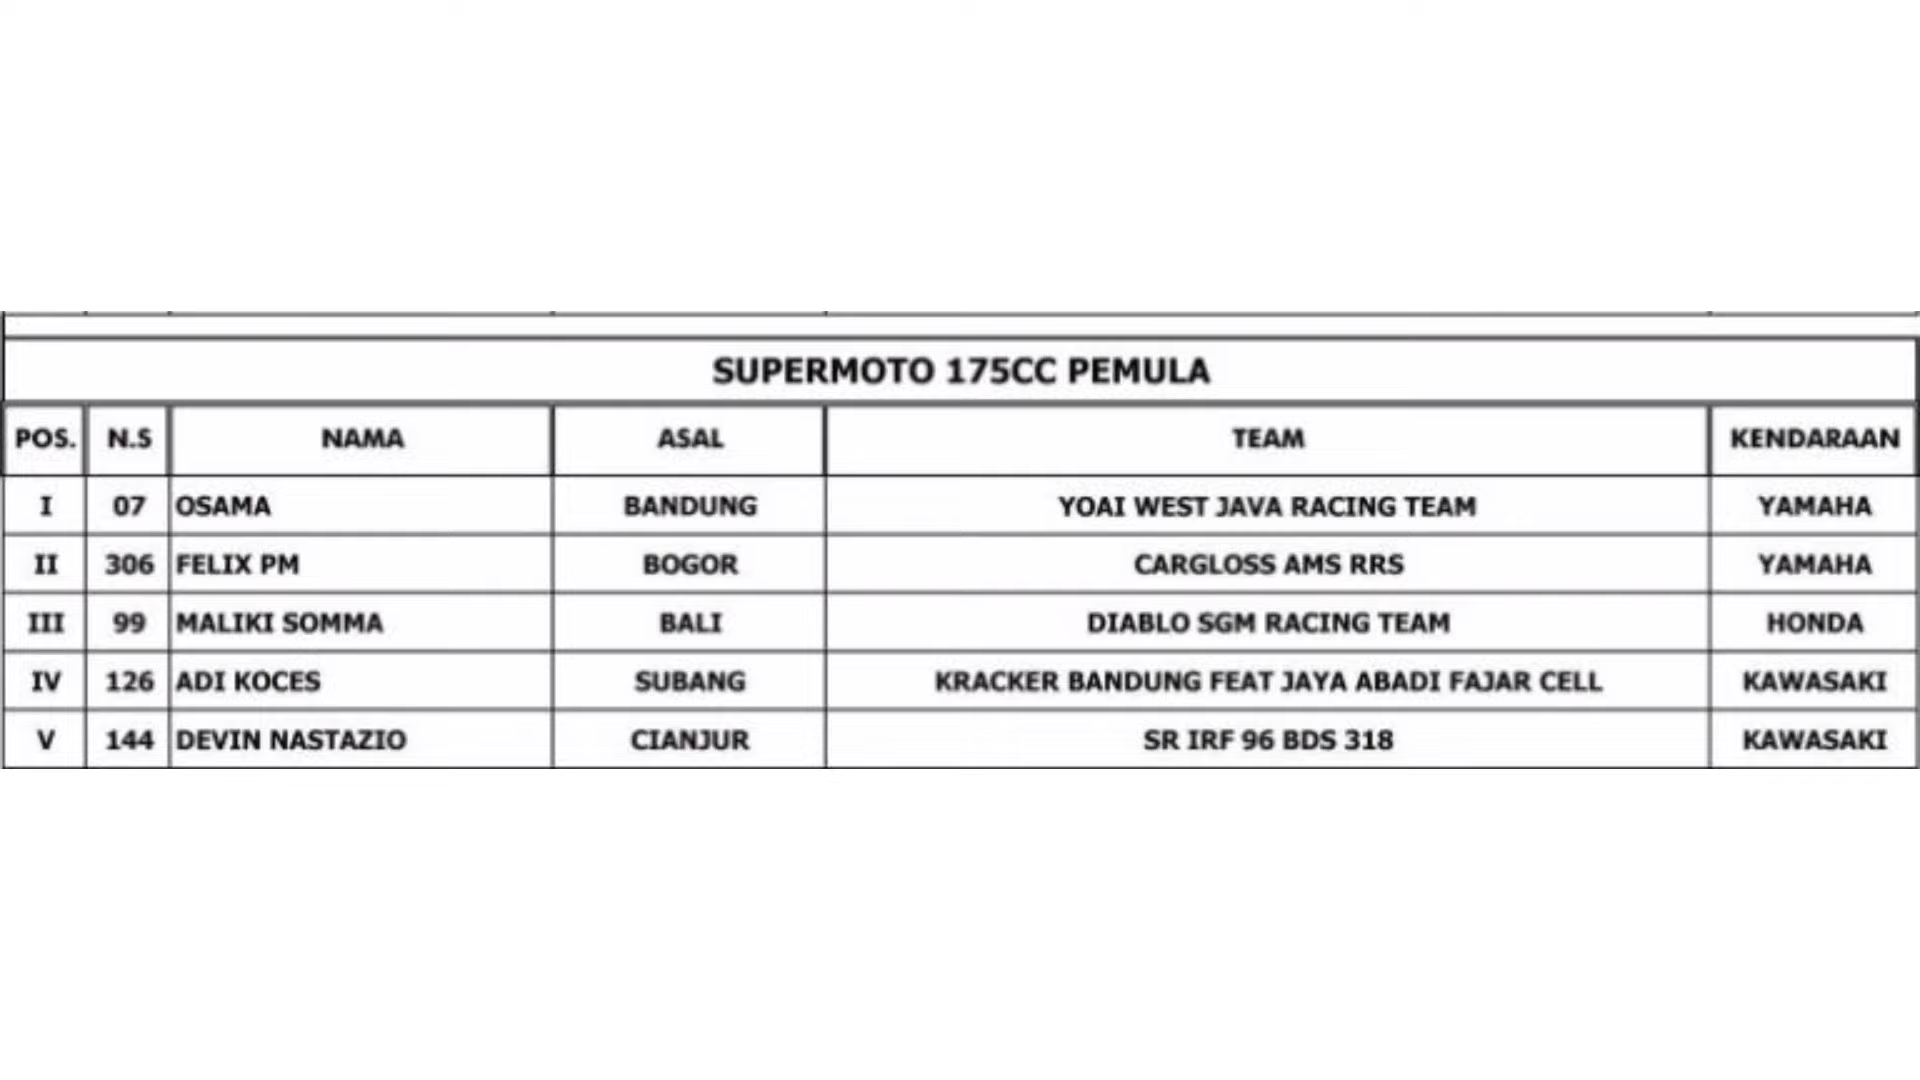 SUPERMOTO 175CC PEMULA
POS. N.S NAMA ASAL TEAM KENDARAAN
I 07 OSAMA BANDUNG YOAI WEST JAVA RACING TEAM YAMAHA
II 306 FELIX PM BOGOR CARGLOSS AMS RRS YAMAHA
III 99 MALIKI SOMMA BALI DIABLO SGM RACING TEAM HONDA
IV 126 ADI KOCES SUBANG KRACKER BANDUNG FEAT JAYA ABADI FAJAR CELL KAWASAKI
V 144 DEVIN NASTAZIO CIANJUR SR IRF 96 BDS 318 KAWASAKI